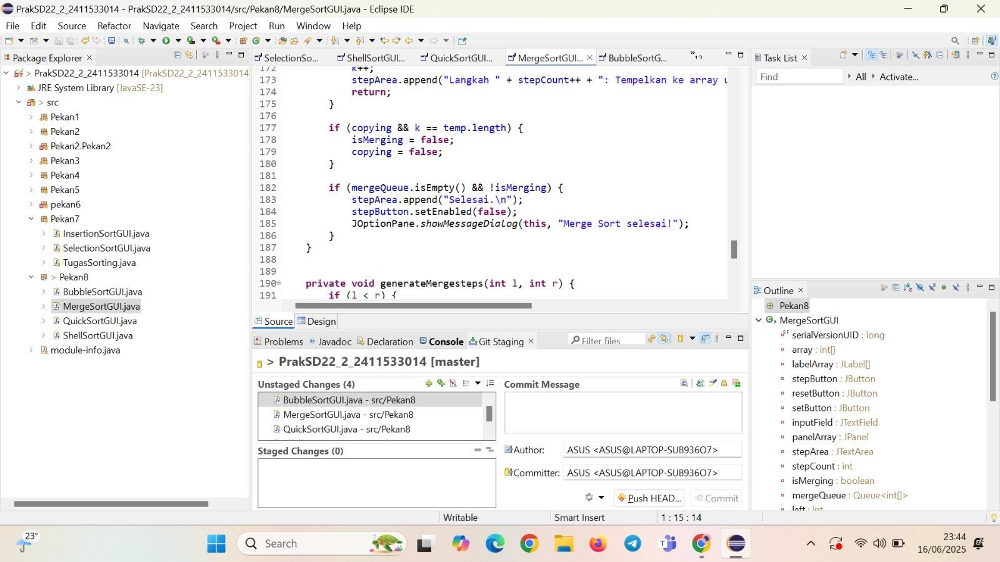 PrakSD22_2_2411533014 - PrakSD22_2_2411533014/src/Pekan8/MergeSortGUI.java - Eclipse IDE
File Edit Source Refactor Navigate Search Project Run Window Help
Package Explorer
> PrakSD22_2_2411533014 [PrakSD22_2_2411533014
JRE System Library [JavaSE-23]
> src
Pekan1
Pekan2
Pekan2.Pekan2
Pekan3
Pekan4
Pekan5
pekan6
Pekan7
InsertionSortGUI.java
SelectionSortGUI.java
TugasSorting.java
> Pekan8
BubbleSortGUI.java
MergeSortGUI.java
QuickSortGUI.java
ShellSortGUI.java
module-info.java
SelectionSo... ShellSortGUI... QuickSortGUI... MergeSortGUI... BubbleSortG... »12
172 k++;
173 stepArea.append("Langkah " + stepCount++ + ": Tempelkan ke array u
174 return;
175 }
176
177 if (copying && k == temp.length) {
178 isMerging = false;
179 copying = false;
180 }
181
182 if (mergeQueue.isEmpty() && !isMerging) {
183 stepArea.append("Selesai.\n");
184 stepButton.setEnabled(false);
185 JOptionPane.showMessageDialog(this, "Merge Sort selesai!");
186 }
187 }
188
189
190 private void generateMergesteps(int l, int r) {
191 if (l < r) {
Source Design
Problems Javadoc Declaration Console Git Staging Filter files
> PrakSD22_2_2411533014 [master]
Unstaged Changes (4)
BubbleSortGUI.java - src/Pekan8
MergeSortGUI.java - src/Pekan8
QuickSortGUI.java - src/Pekan8
Staged Changes (0)
Commit Message
Author: ASUS <ASUS@LAPTOP-SUB936O7>
Committer: ASUS <ASUS@LAPTOP-SUB936O7>
Push HEAD... Commit
Task List
Find All Activate...
Outline
Pekan8
MergeSortGUI
serialVersionUID : long
array : int[]
labelArray : JLabel[]
stepButton : JButton
resetButton : JButton
setButton : JButton
inputField : JTextField
panelArray : JPanel
stepArea : JTextArea
stepCount : int
isMerging : boolean
mergeQueue : Queue<int[]>
left : int
Writable Smart Insert 1 : 15 : 14
23°
Search
23:44
16/06/2025